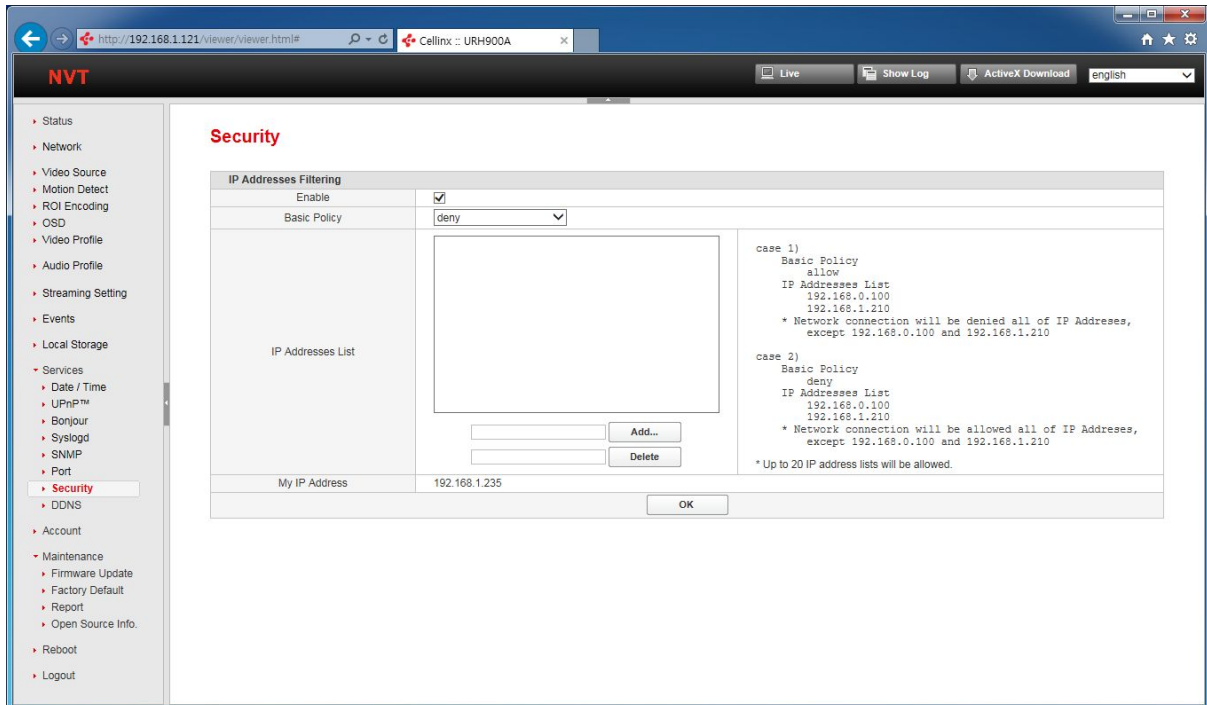 http://192.168.1.121/viewer/viewer.html#
Cellinx :: URH900A
NVT
Live
Show Log
ActiveX Download
english
Status
Network
Video Source
Motion Detect
ROI Encoding
OSD
Video Profile
Audio Profile
Streaming Setting
Events
Local Storage
Services
Date / Time
UPnP™
Bonjour
Syslogd
SNMP
Port
Security
DDNS
Account
Maintenance
Firmware Update
Factory Default
Report
Open Source Info.
Reboot
Logout
Security
IP Addresses Filtering
Enable
Basic Policy
deny
IP Addresses List
Add...
Delete
case 1)
Basic Policy
allow
IP Addresses List
192.168.0.100
192.168.1.210
* Network connection will be denied all of IP Addreses,
except 192.168.0.100 and 192.168.1.210
case 2)
Basic Policy
deny
IP Addresses List
192.168.0.100
192.168.1.210
* Network connection will be allowed all of IP Addreses,
except 192.168.0.100 and 192.168.1.210
* Up to 20 IP address lists will be allowed.
My IP Address
192.168.1.235
OK